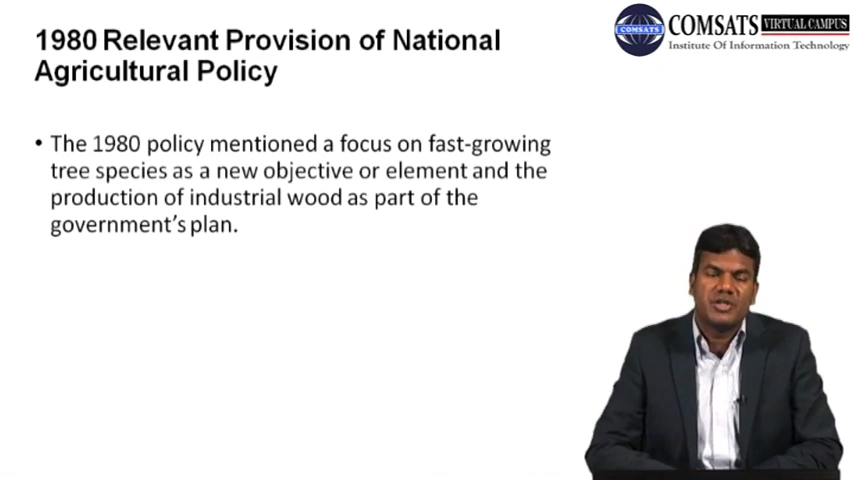 1980 Relevant Provision of National
Agricultural Policy
COMSATS
COMSATS VIRTUAL CAMPUS
Institute Of Information Technology
• The 1980 policy mentioned a focus on fast-growing
tree species as a new objective or element and the
production of industrial wood as part of the
government's plan.